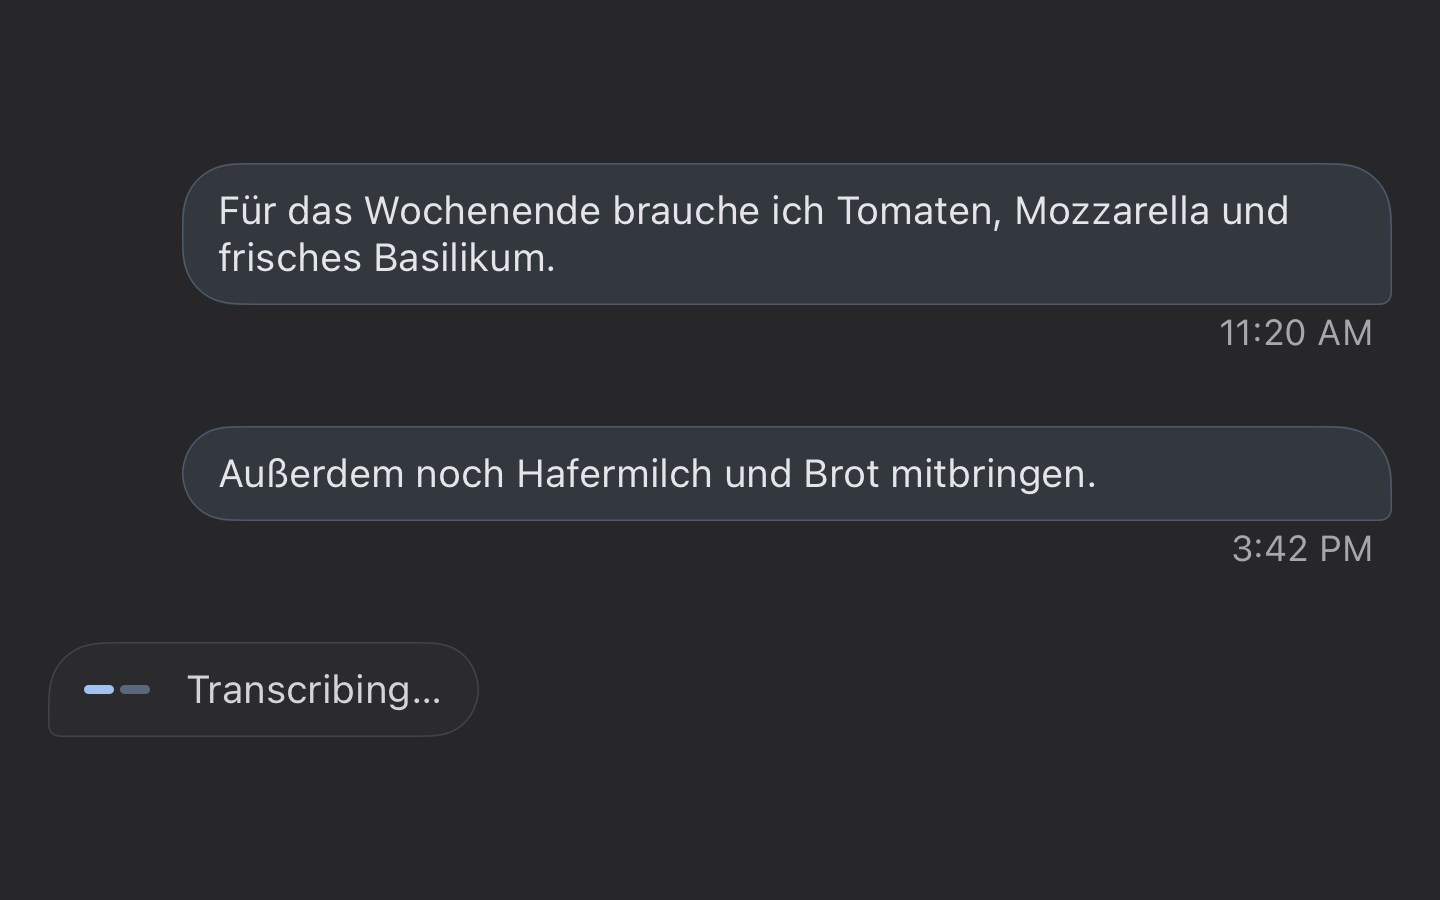 Für das Wochenende brauche ich Tomaten, Mozzarella und
frisches Basilikum.
11:20 AM
Außerdem noch Hafermilch und Brot mitbringen.
3:42 PM
Transcribing...